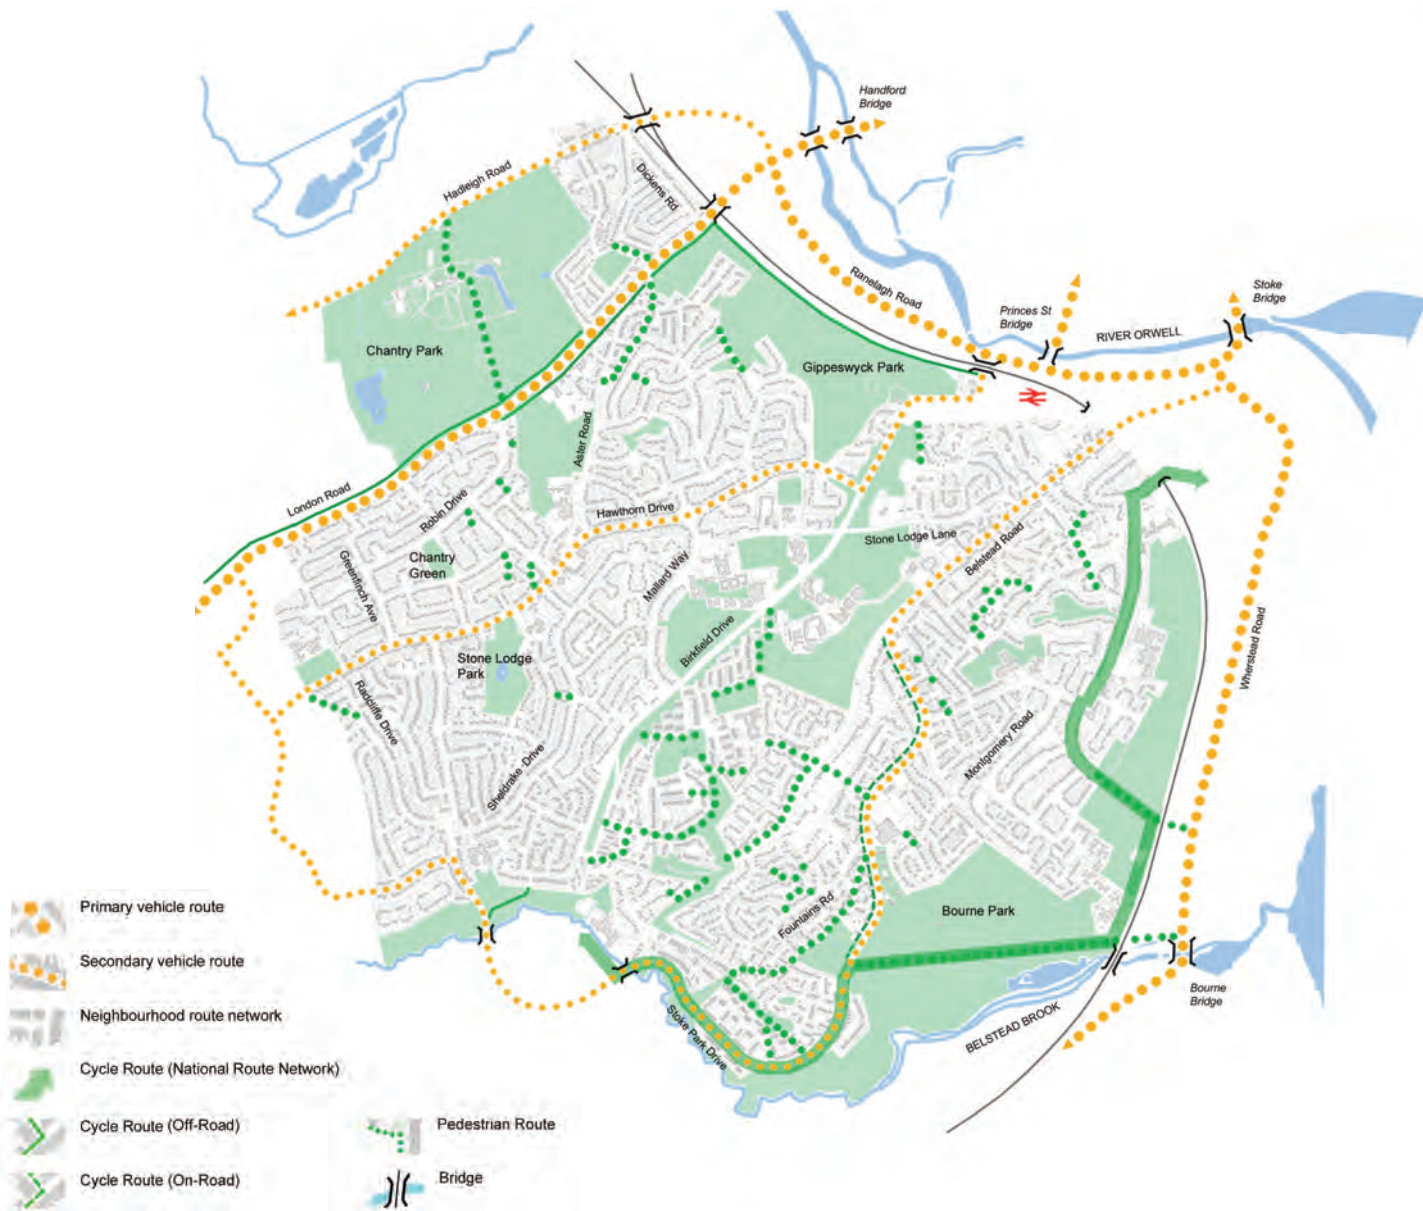 Handford
Bridge
Hadleigh Road
Dickens Rd
Ranelagh Road
Stoke
Bridge
Princes St
Bridge
RIVER ORWELL
Chantry Park
Gippeswyck Park
Aster Road
London Road
Robin Drive
Hawthorn Drive
Stone Lodge Lane
Belstead Road
Chantry
Green
Greenfinch Ave
Mallard Way
Birkfield Drive
Stone Lodge
Park
Radcliffe Drive
Wherstead Road
Sheldrake Drive
Montgomery Road
Fountains Rd
Bourne Park
Bourne
Bridge
BELSTEAD BROOK
Stoke Park Drive
Primary vehicle route
Secondary vehicle route
Neighbourhood route network
Cycle Route (National Route Network)
Cycle Route (Off-Road)
Cycle Route (On-Road)
Pedestrian Route
Bridge